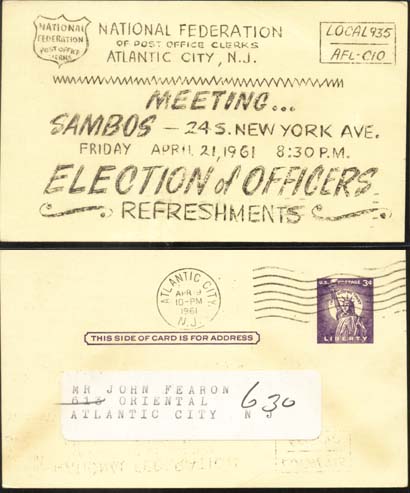 NATIONAL
FEDERATION
POST OFFICE
CLERKS
NATIONAL FEDERATION
OF POST OFFICE CLERKS
ATLANTIC CITY, N.J.
LOCAL 935
AFL-CIO
MEETING...
SAMBOS — 24 S. NEW YORK AVE.
FRIDAY APRIL 21, 1961 8:30 P.M.
ELECTION of OFFICERS
REFRESHMENTS
ATLANTIC CITY
APR 9
10-PM
1961
N.J.
U.S. POSTAGE 3¢
LIBERTY
THIS SIDE OF CARD IS FOR ADDRESS
MR JOHN FEARON
613 ORIENTAL 630
ATLANTIC CITY N J